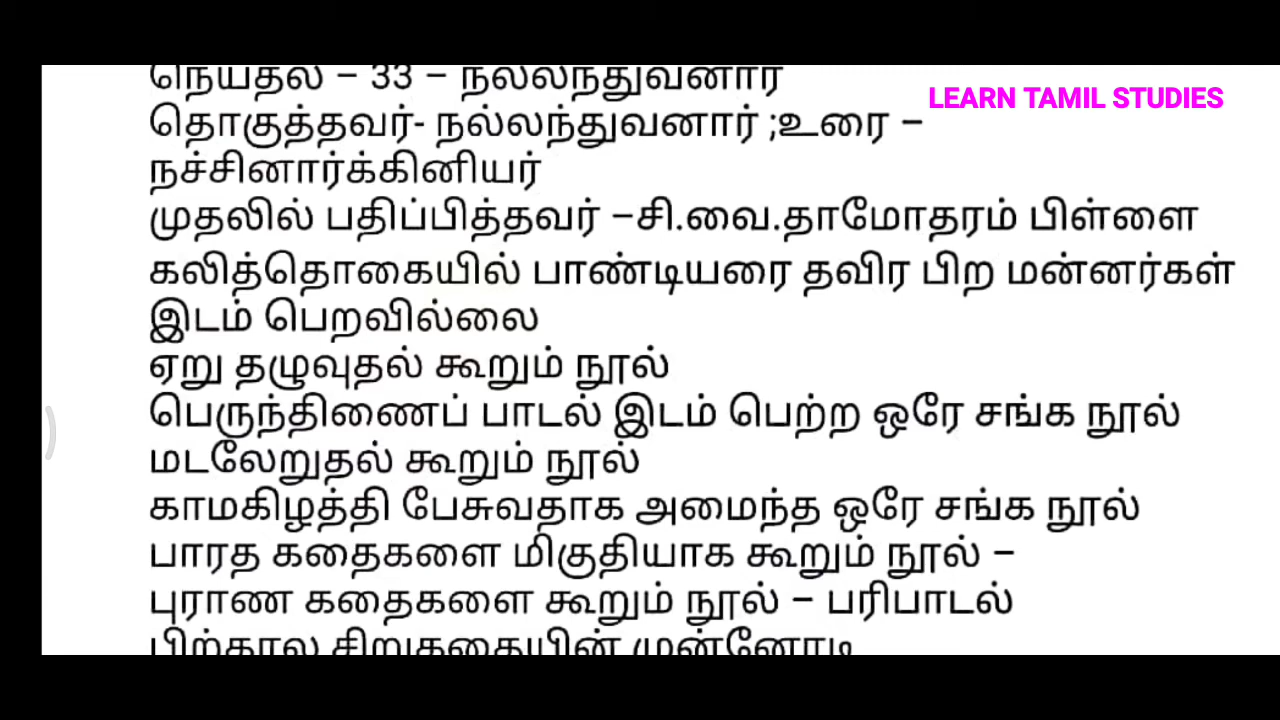 நெய்தல் – 33 – நல்லந்துவனார்
LEARN TAMIL STUDIES
தொகுத்தவர்- நல்லந்துவனார் ;உரை –
நச்சினார்க்கினியர்
முதலில் பதிப்பித்தவர் –சி.வை.தாமோதரம் பிள்ளை
கலித்தொகையில் பாண்டியரை தவிர பிற மன்னர்கள்
இடம் பெறவில்லை
ஏறு தழுவுதல் கூறும் நூல்
பெருந்திணைப் பாடல் இடம் பெற்ற ஒரே சங்க நூல்
மடலேறுதல் கூறும் நூல்
காமகிழத்தி பேசுவதாக அமைந்த ஒரே சங்க நூல்
பாரத கதைகளை மிகுதியாக கூறும் நூல் –
புராண கதைகளை கூறும் நூல் – பரிபாடல்
பிற்கால சிறுகதையின் முன்னோடி